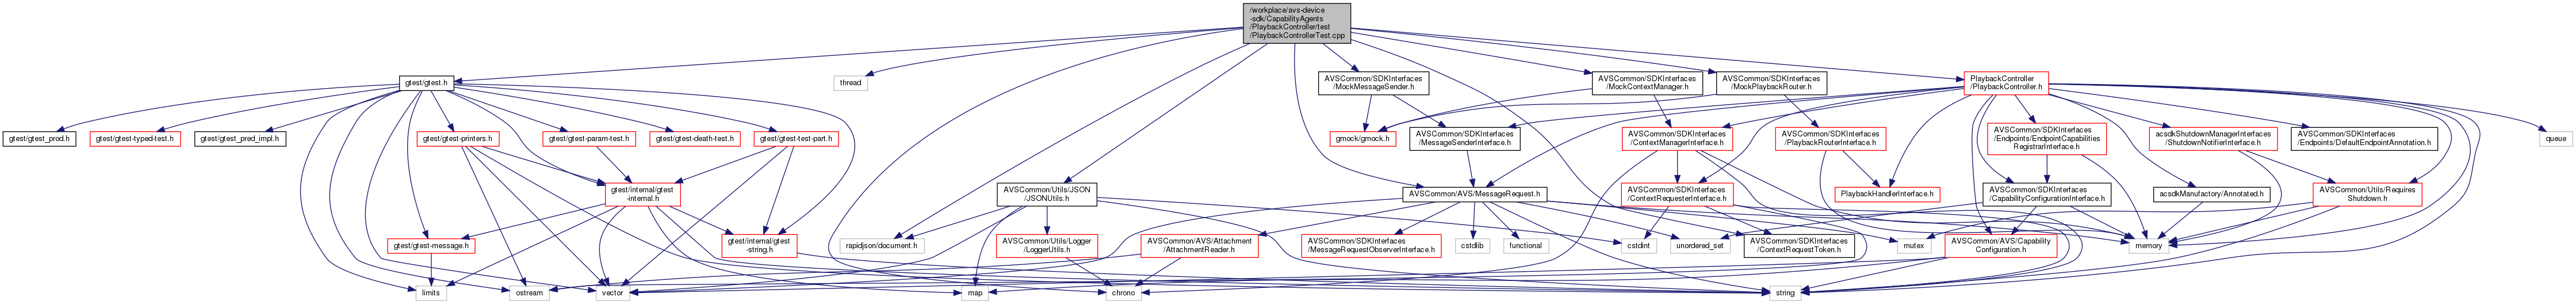 /workplace/avs-device
-sdk/CapabilityAgents
/PlaybackController/test
/PlaybackControllerTest.cpp
gtest/gtest.h
thread
AVSCommon/SDKInterfaces
/MockMessageSender.h
AVSCommon/SDKInterfaces
/MockContextManager.h
AVSCommon/SDKInterfaces
/MockPlaybackRouter.h
PlaybackController
/PlaybackController.h
gtest/gtest_prod.h
gtest/gtest-typed-test.h
gtest/gtest_pred_impl.h
gtest/gtest-printers.h
gtest/gtest-param-test.h
gtest/gtest-death-test.h
gtest/gtest-test-part.h
gmock/gmock.h
AVSCommon/SDKInterfaces
/MessageSenderInterface.h
AVSCommon/SDKInterfaces
/ContextManagerInterface.h
AVSCommon/SDKInterfaces
/PlaybackRouterInterface.h
AVSCommon/SDKInterfaces
/Endpoints/EndpointCapabilities
RegistrarInterface.h
acsdkShutdownManagerInterfaces
/ShutdownNotifierInterface.h
AVSCommon/SDKInterfaces
/Endpoints/DefaultEndpointAnnotation.h
queue
gtest/internal/gtest
-internal.h
AVSCommon/Utils/JSON
/JSONUtils.h
AVSCommon/AVS/MessageRequest.h
AVSCommon/SDKInterfaces
/ContextRequesterInterface.h
PlaybackHandlerInterface.h
AVSCommon/SDKInterfaces
/CapabilityConfigurationInterface.h
acsdkManufactory/Annotated.h
AVSCommon/Utils/Requires
Shutdown.h
gtest/gtest-message.h
gtest/internal/gtest
-string.h
rapidjson/document.h
AVSCommon/Utils/Logger
/LoggerUtils.h
AVSCommon/AVS/Attachment
/AttachmentReader.h
AVSCommon/SDKInterfaces
/MessageRequestObserverInterface.h
cstdlib
functional
cstdint
unordered_set
AVSCommon/SDKInterfaces
/ContextRequestToken.h
mutex
AVSCommon/AVS/Capability
Configuration.h
memory
limits
ostream
vector
map
chrono
string